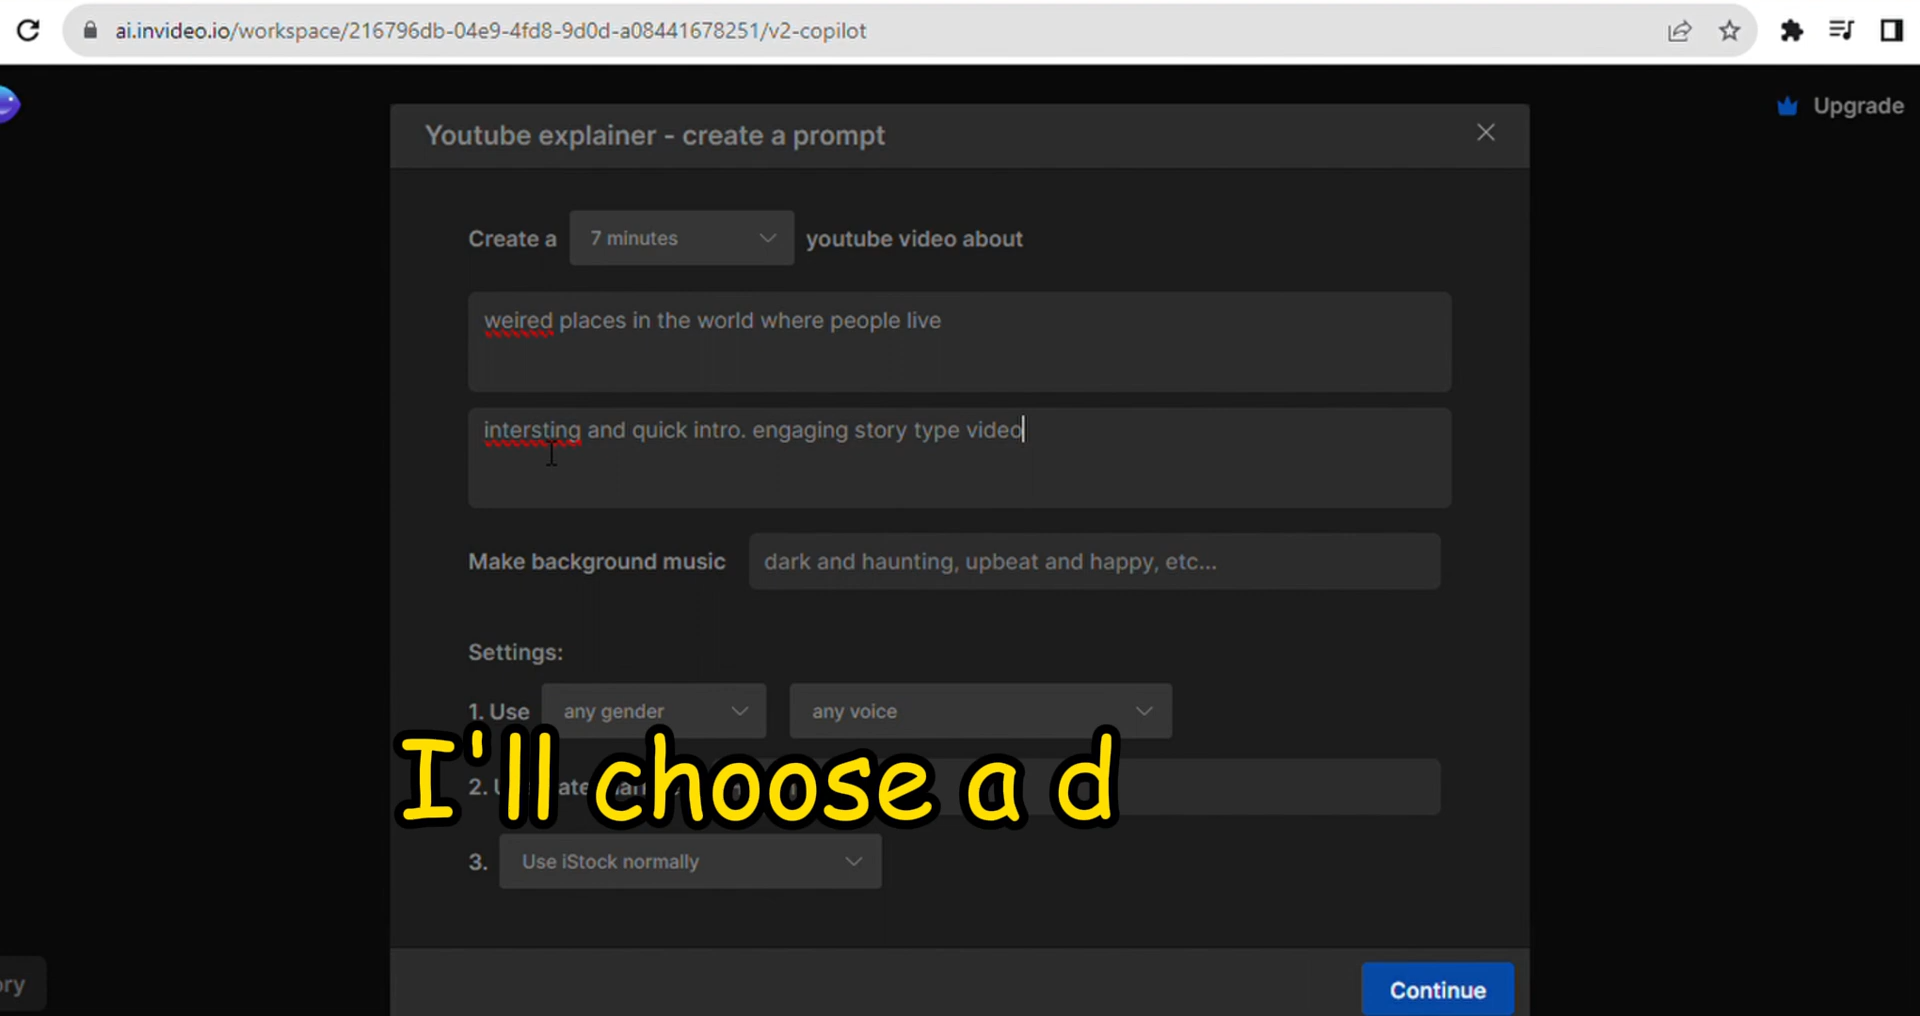 ai.invideo.io/workspace/216796db-04e9-4fd8-9d0d-a08441678251/v2-copilot
Upgrade
Youtube explainer - create a prompt
Create a 7 minutes youtube video about
weired places in the world where people live
intersting and quick intro. engaging story type video
Make background music dark and haunting, upbeat and happy, etc...
Settings:
1. Use any gender any voice
I'll choose a d
2.
3. Use iStock normally
ory
Continue